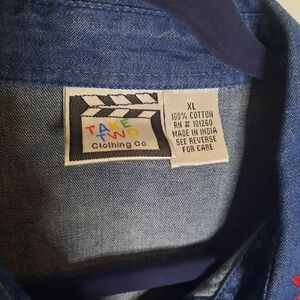 TAKE
TWO
Clothing Co.
XL
100% COTTON
RN # 101260
MADE IN INDIA
SEE REVERSE
FOR CARE